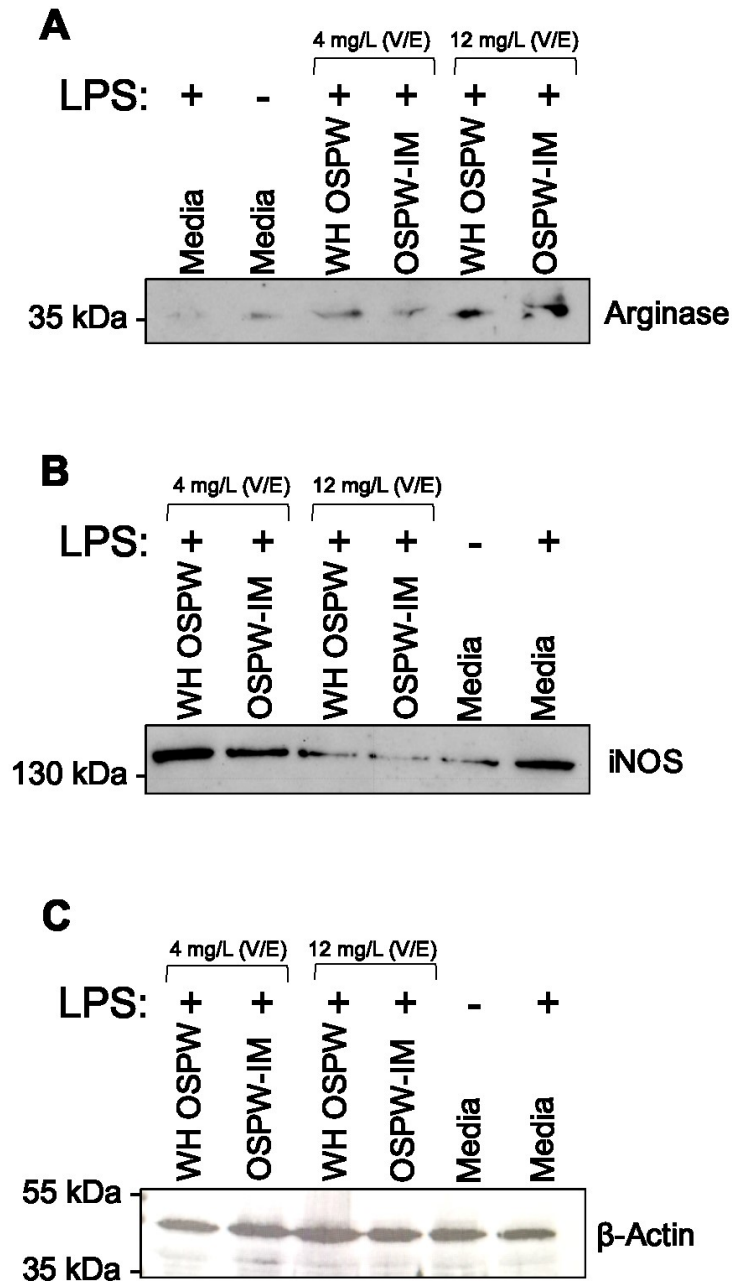 A
4 mg/L (V/E) 12 mg/L (V/E)
LPS: + - + + + +
Media Media WH OSPW OSPW-IM WH OSPW OSPW-IM
35 kDa Arginase
B
4 mg/L (V/E) 12 mg/L (V/E)
LPS: + + + + - +
WH OSPW OSPW-IM WH OSPW OSPW-IM Media Media
130 kDa iNOS
C
4 mg/L (V/E) 12 mg/L (V/E)
LPS: + + + + - +
WH OSPW OSPW-IM WH OSPW OSPW-IM Media Media
55 kDa
β-Actin
35 kDa